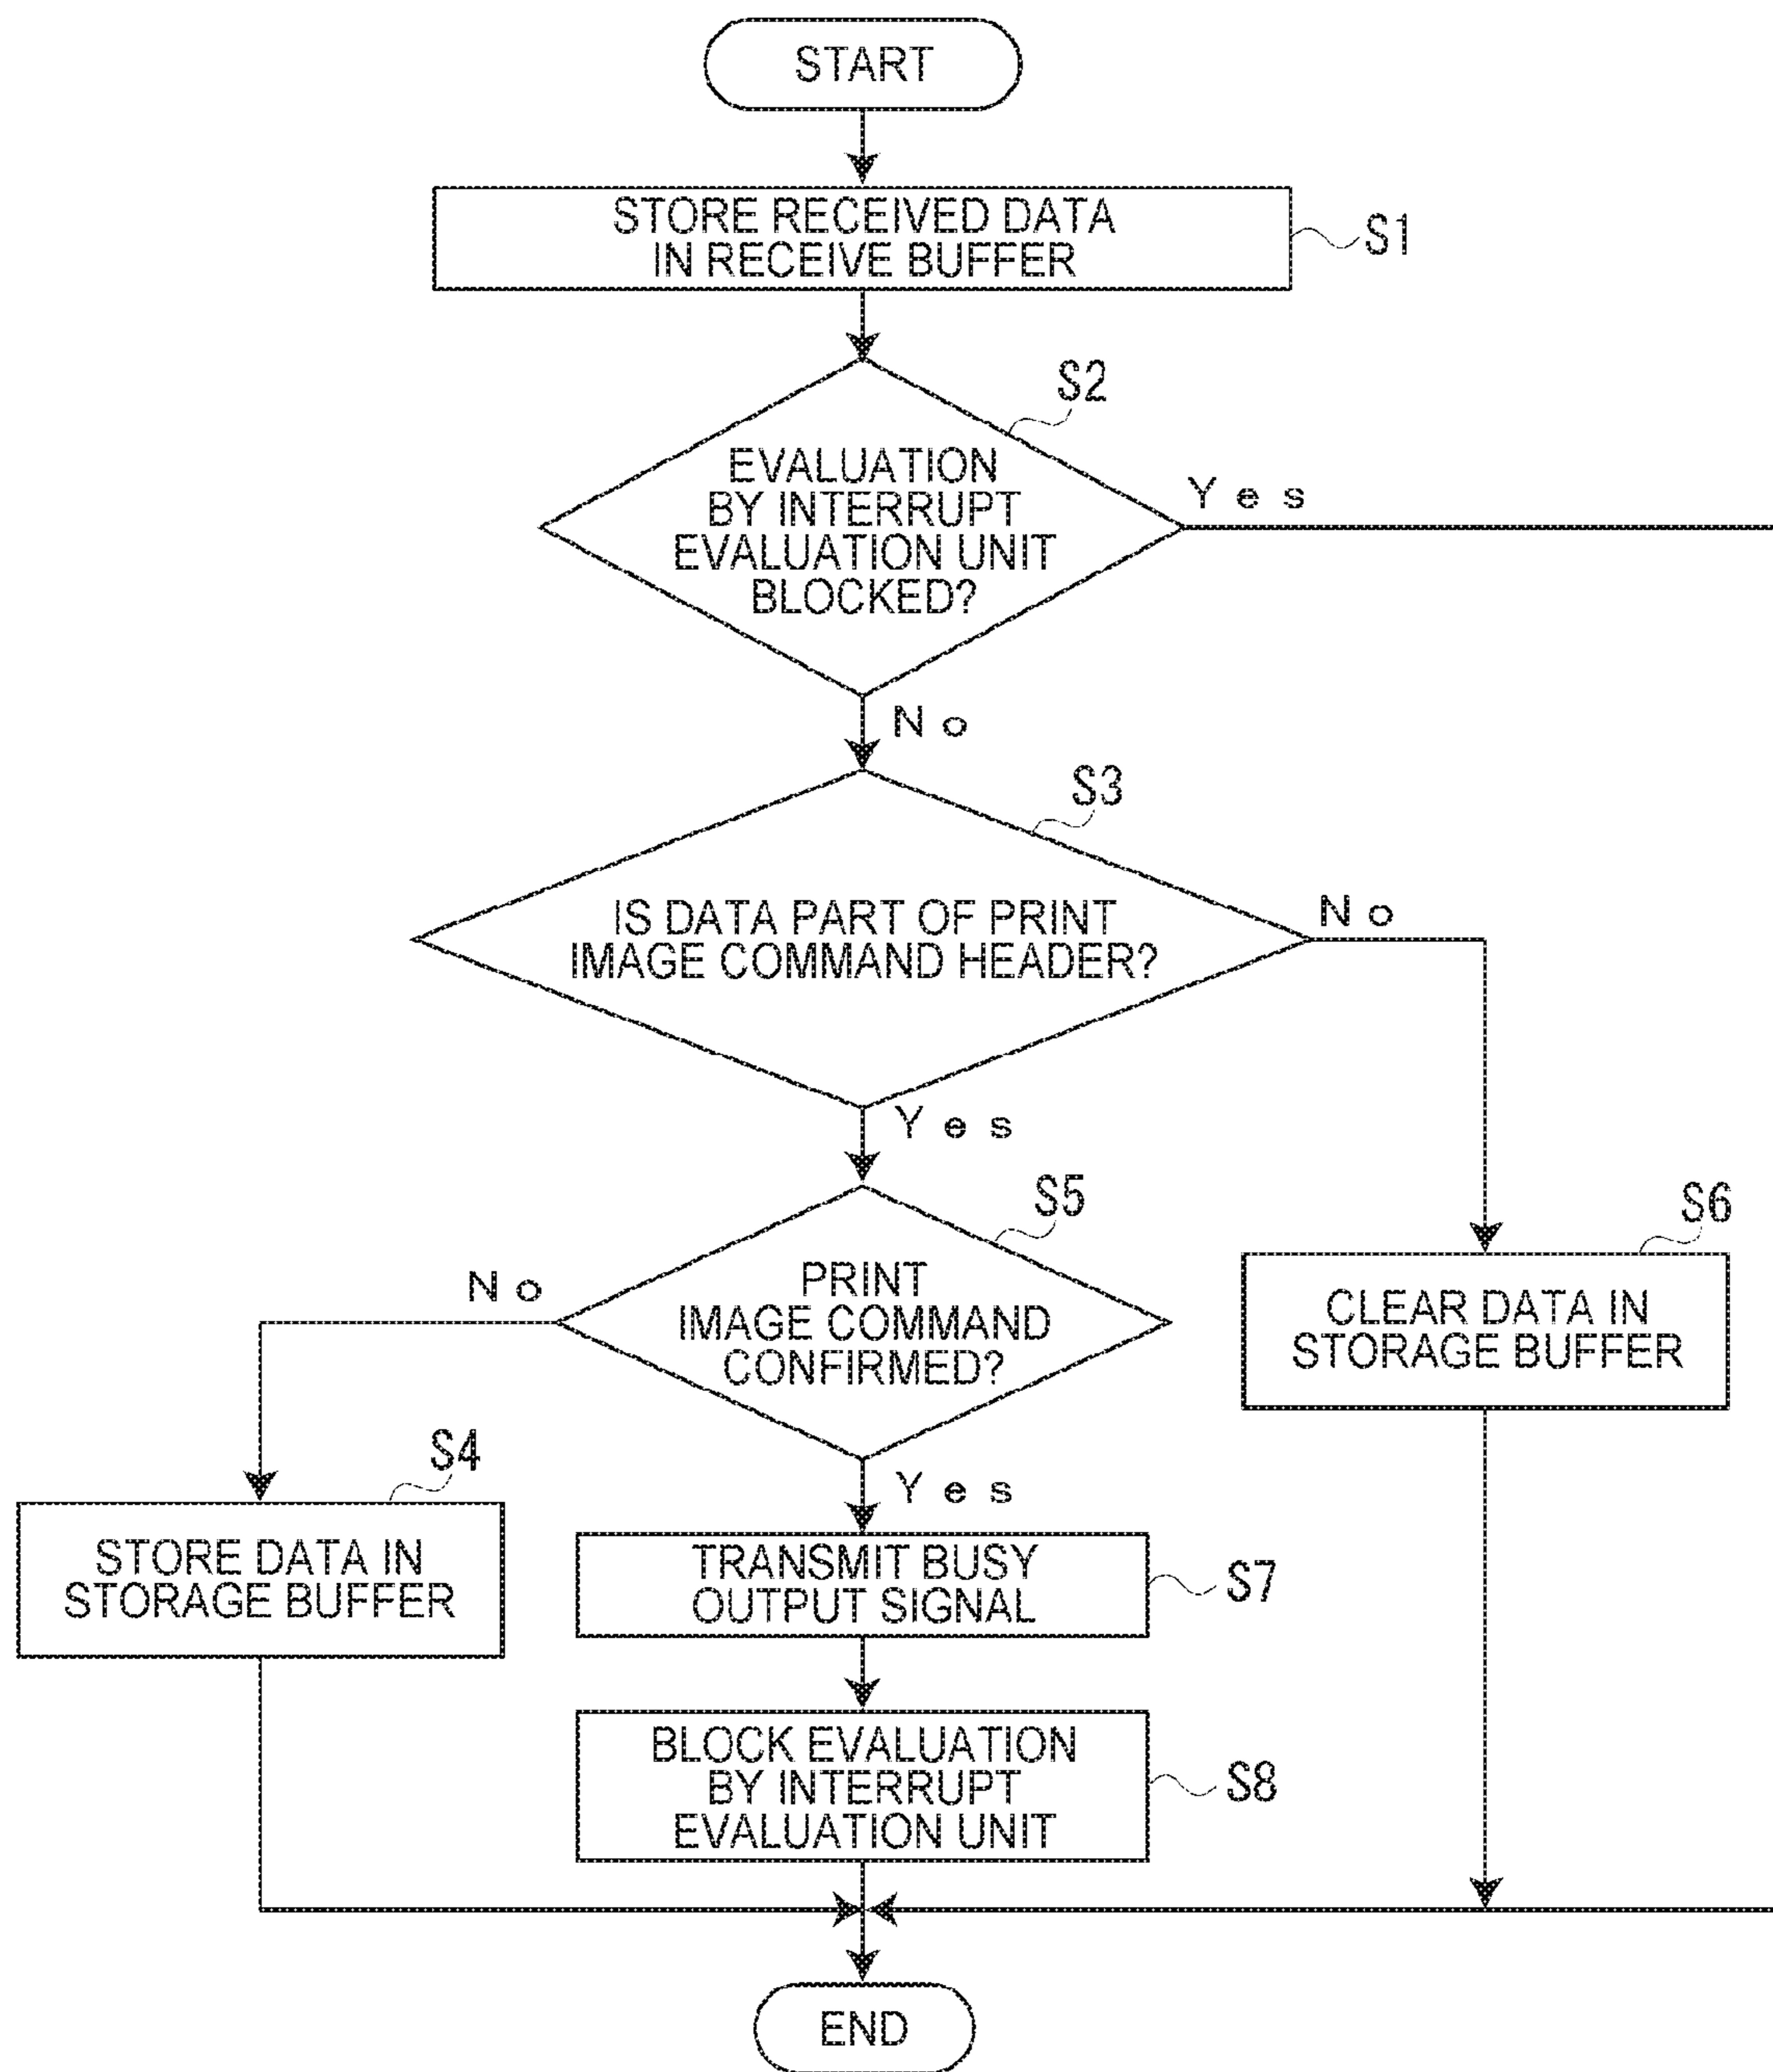 START
STORE RECEIVED DATA
IN RECEIVE BUFFER
S1
S2
EVALUATION
BY INTERRUPT
EVALUATION UNIT
BLOCKED?
Yes
No
S3
IS DATA PART OF PRINT
IMAGE COMMAND HEADER?
No
Yes
S5
PRINT
IMAGE COMMAND
CONFIRMED?
No
S6
CLEAR DATA IN
STORAGE BUFFER
S4
STORE DATA IN
STORAGE BUFFER
Yes
TRANSMIT BUSY
OUTPUT SIGNAL
S7
BLOCK EVALUATION
BY INTERRUPT
EVALUATION UNIT
S8
END